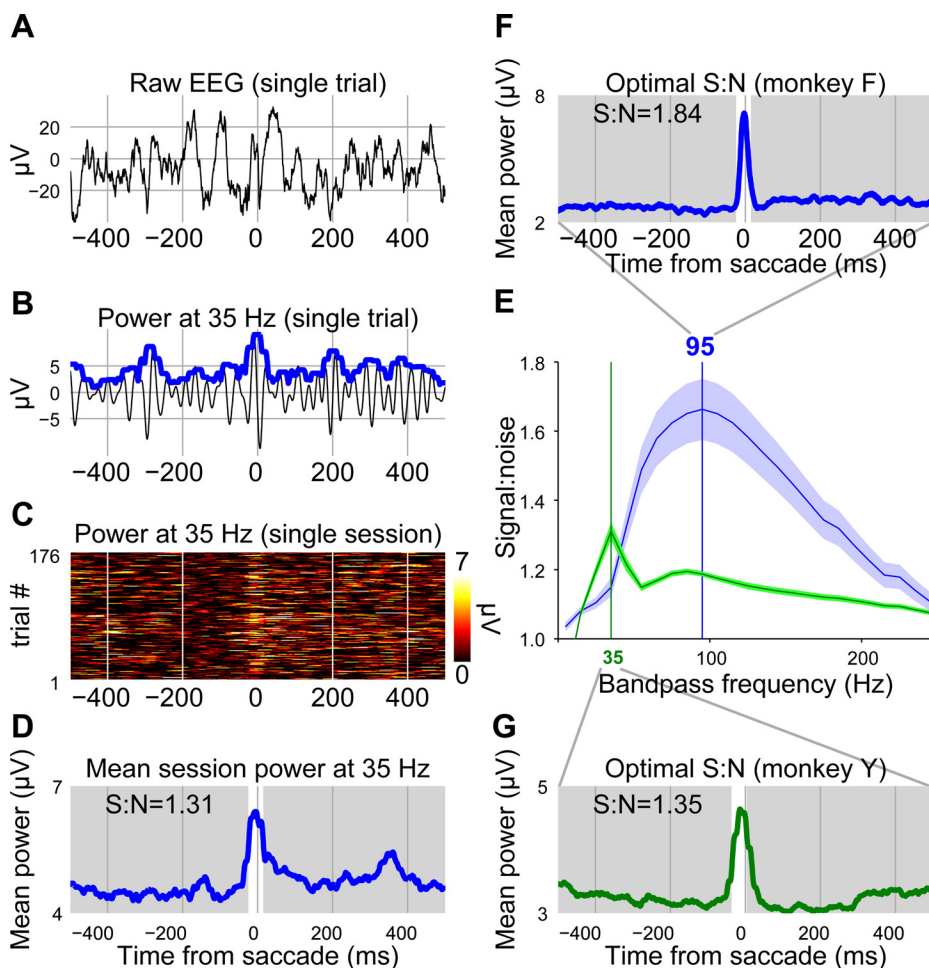 A
Raw EEG (single trial)
μV
20
0
−20
−400 −200 0 200 400
B
Power at 35 Hz (single trial)
μV
5
0
−5
−400 −200 0 200 400
C
Power at 35 Hz (single session)
trial #
176
1
7
0
μV
−400 −200 0 200 400
D
Mean session power at 35 Hz
Mean power (μV)
7
4
S:N=1.31
−400 −200 0 200 400
Time from saccade (ms)
F
Optimal S:N (monkey F)
Mean power (μV)
8
2
S:N=1.84
−400 −200 0 200 400
Time from saccade (ms)
E
95
Signal:noise
1.8
1.6
1.4
1.2
1.0
35 100 200
Bandpass frequency (Hz)
G
Optimal S:N (monkey Y)
Mean power (μV)
5
3
S:N=1.35
−400 −200 0 200 400
Time from saccade (ms)